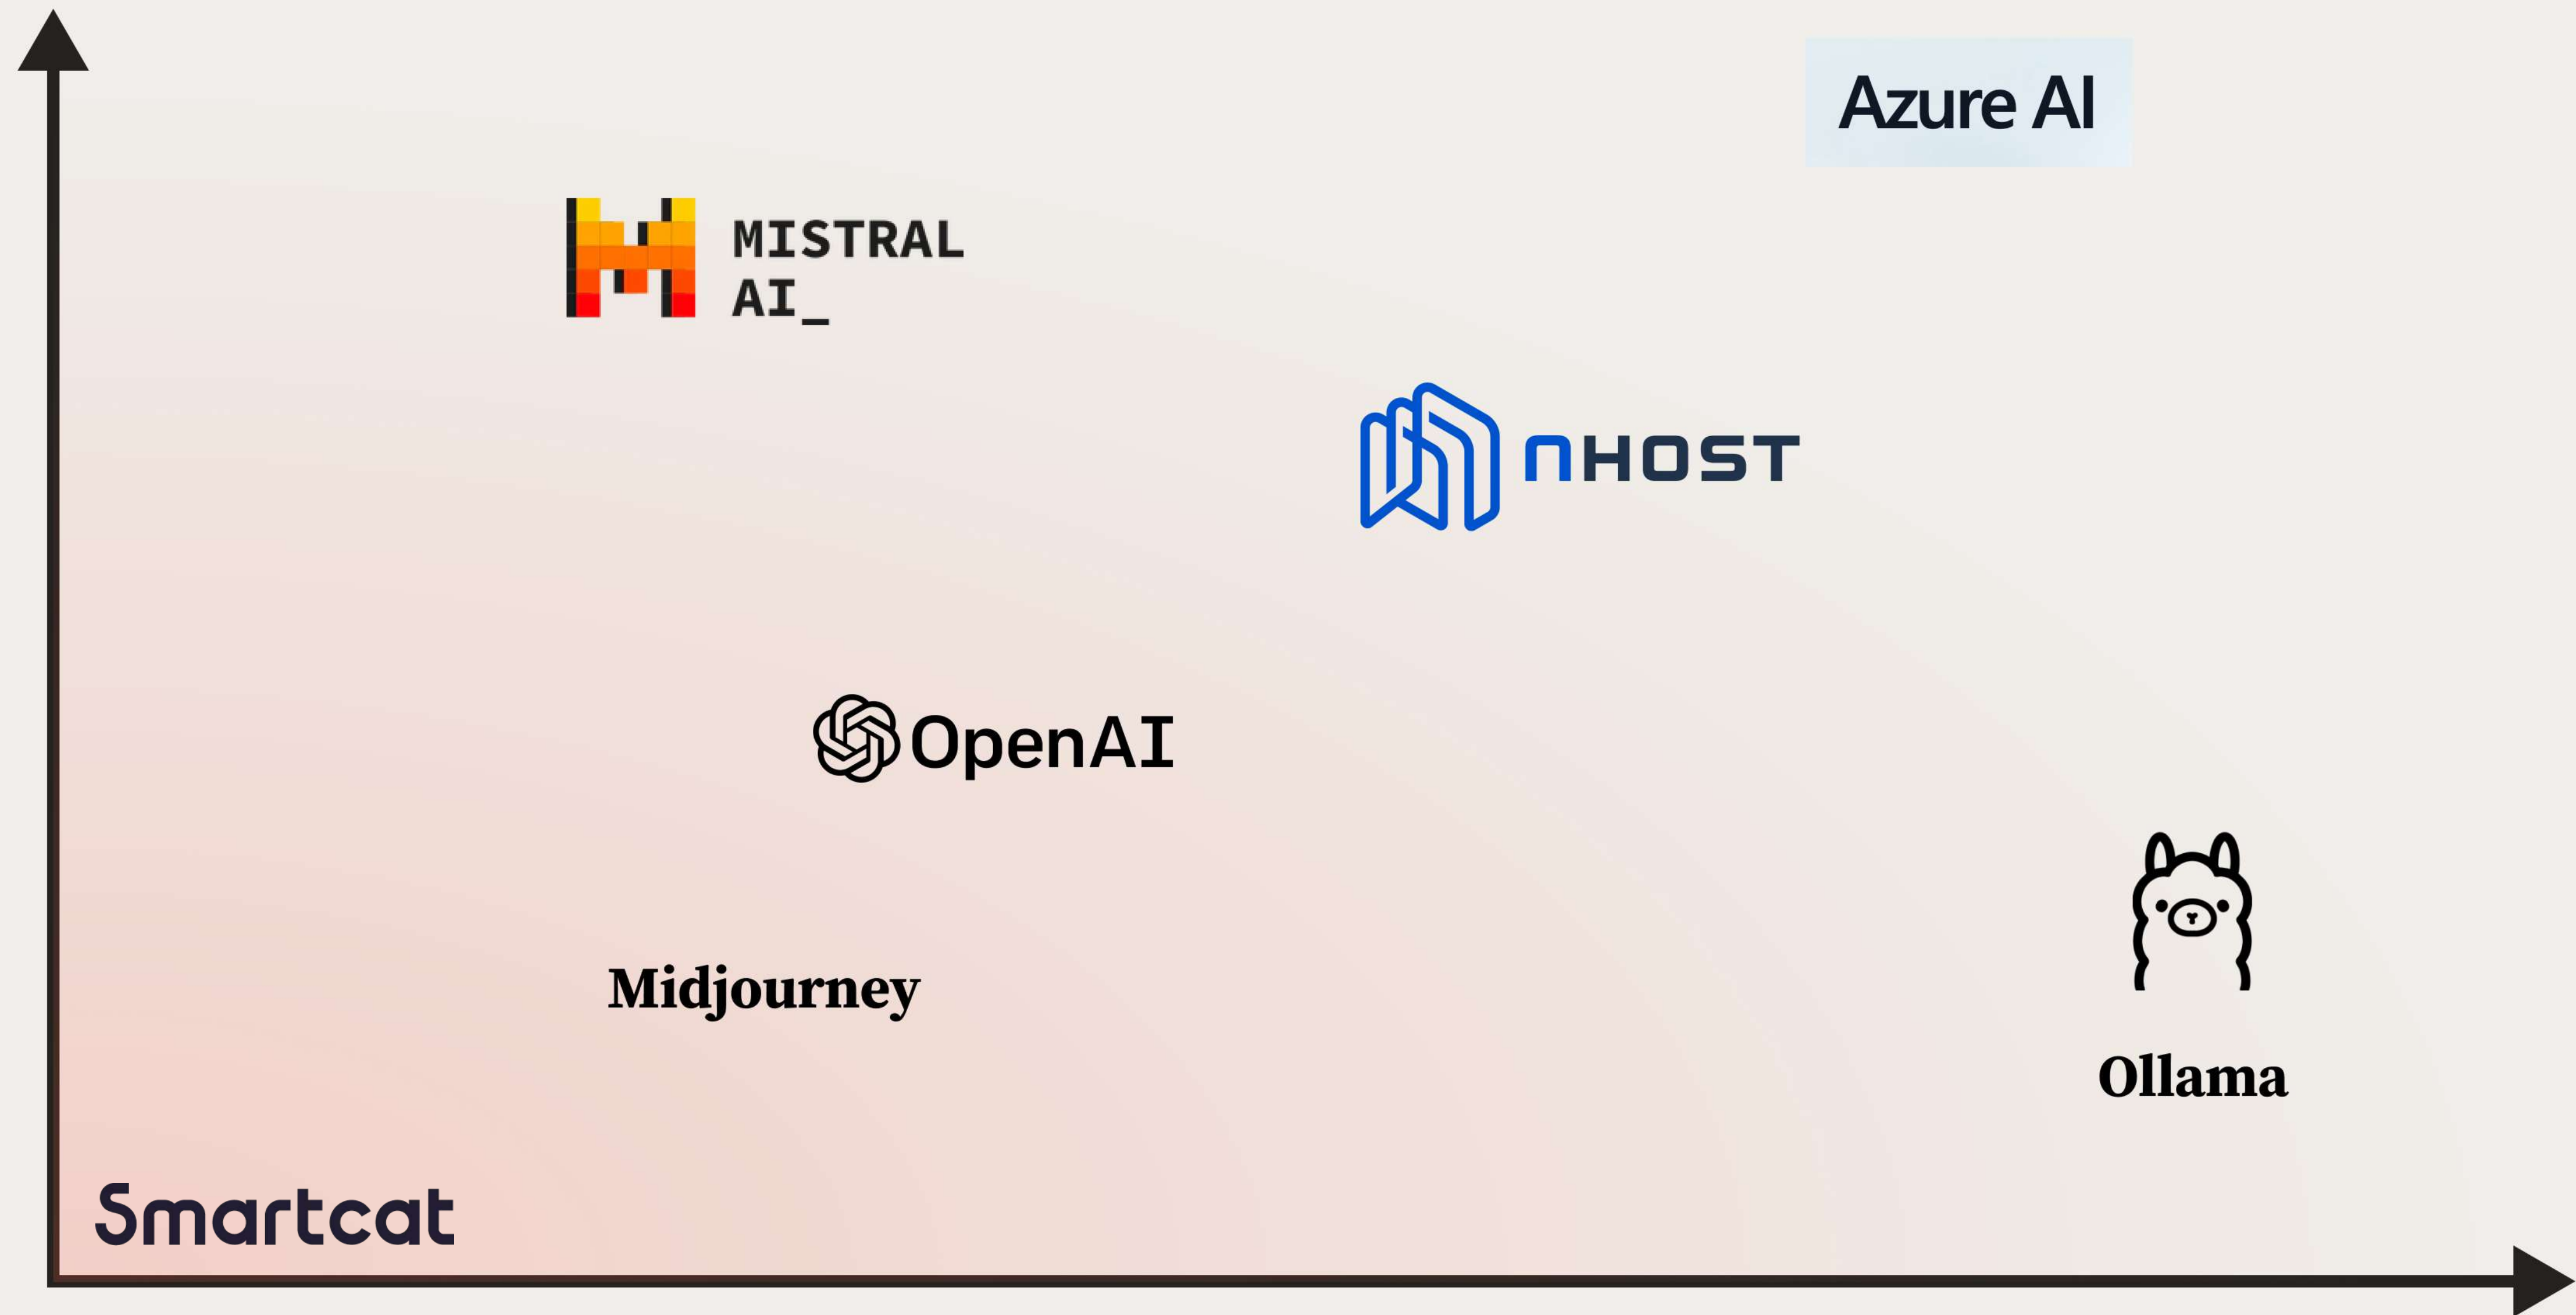 Azure AI
MISTRAL
AI_
nHOST
OpenAI
Midjourney
Ollama
Smartcat